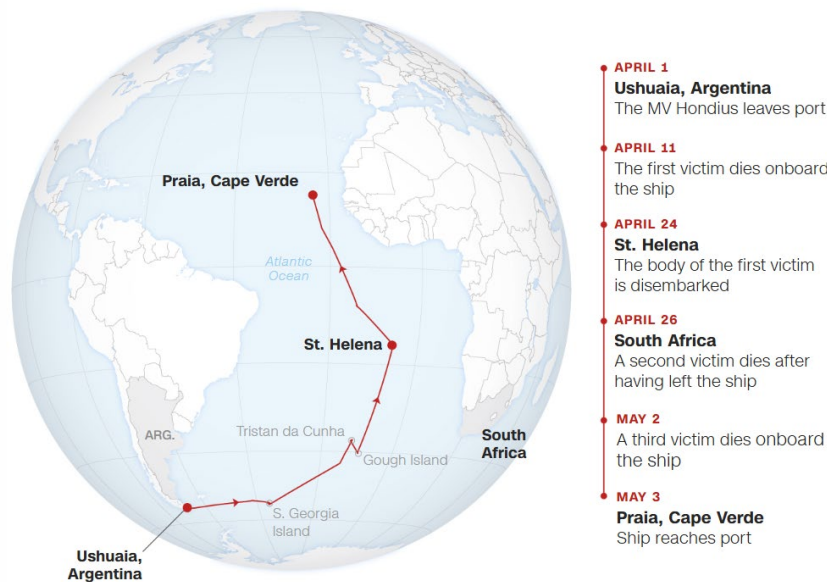 Praia, Cape Verde
Atlantic
Ocean
St. Helena
Tristan da Cunha
Gough Island
ARG.
South
Africa
S. Georgia
Island
Ushuaia,
Argentina
APRIL 1
Ushuaia, Argentina
The MV Hondius leaves port
APRIL 11
The first victim dies onboard
the ship
APRIL 24
St. Helena
The body of the first victim
is disembarked
APRIL 26
South Africa
A second victim dies after
having left the ship
MAY 2
A third victim dies onboard
the ship
MAY 3
Praia, Cape Verde
Ship reaches port